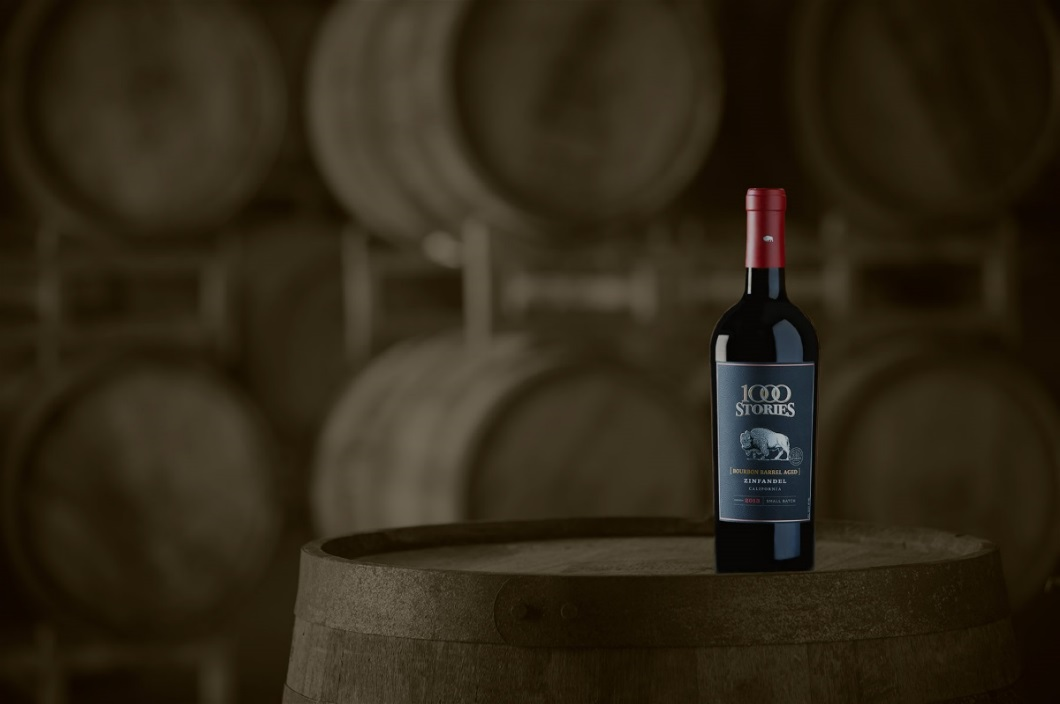 1000
STORIES
BOURBON BARREL AGED
ZINFANDEL
CALIFORNIA
SMALL BATCH